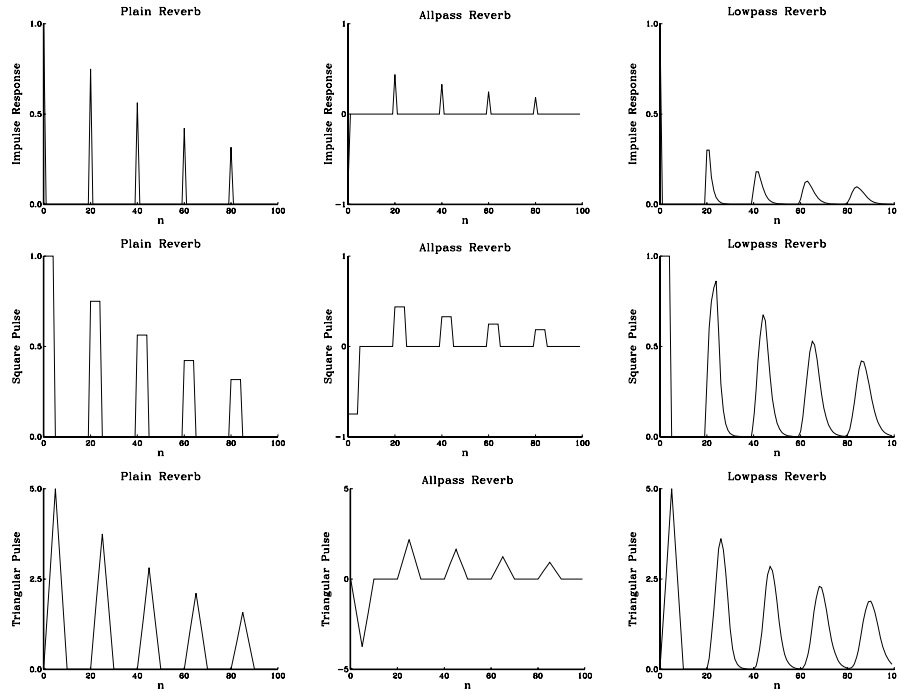 Plain Reverb
Impulse Response
1.0
0.5
0.0
0 20 40 60 80 100
n
Allpass Reverb
Impulse Response
1
0
−1
0 20 40 60 80 100
n
Lowpass Reverb
Impulse Response
1.0
0.5
0.0
0 20 40 60 80 100
n
Plain Reverb
Square Pulse
1.0
0.5
0.0
0 20 40 60 80 100
n
Allpass Reverb
Square Pulse
1
0
−1
0 20 40 60 80 100
n
Lowpass Reverb
Square Pulse
1.0
0.5
0.0
0 20 40 60 80 100
n
Plain Reverb
Triangular Pulse
5.0
2.5
0.0
0 20 40 60 80 100
n
Allpass Reverb
Triangular Pulse
5
0
−5
0 20 40 60 80 100
n
Lowpass Reverb
Triangular Pulse
5.0
2.5
0.0
0 20 40 60 80 100
n